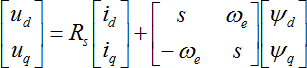 [u_d; u_q] = R_s [i_d; i_q] + [s ω_e; −ω_e s] [ψ_d; ψ_q]